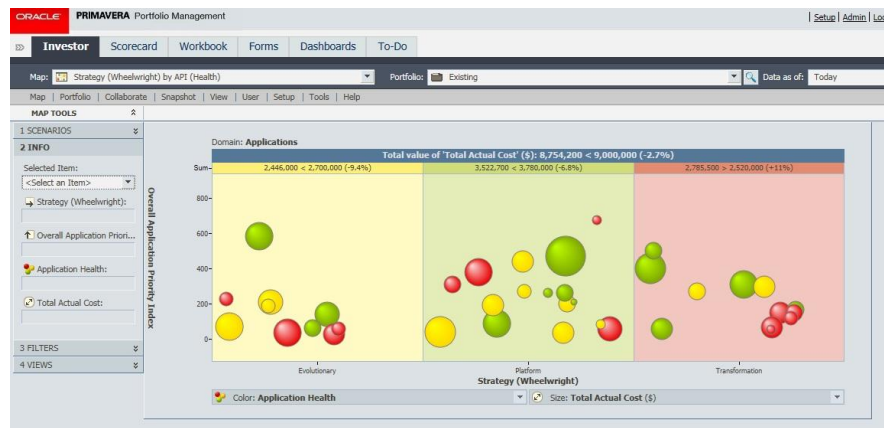 ORACLE PRIMAVERA Portfolio Management
Setup | Admin |
Investor Scorecard Workbook Forms Dashboards To-Do
Map: Strategy (Wheelwright) by API (Health) Portfolio: Existing Data as of: Today
Map | Portfolio | Collaborate | Snapshot | View | User | Setup | Tools | Help
MAP TOOLS
1 SCENARIOS
2 INFO
Selected Item:
<Select an Item>
Strategy (Wheelwright):
Overall Application Priori...
Application Health:
Total Actual Cost:
3 FILTERS
4 VIEWS
Domain: Applications
Total value of 'Total Actual Cost' ($): 8,754,200 < 9,000,000 (-2.7%)
Sum 2,446,000 < 2,700,000 (-9.4%) 3,522,700 < 3,780,000 (-6.8%) 2,785,500 > 2,520,000 (+11%)
Overall Application Priority Index
800
600
400
200
0
Evolutionary Platform Transformation
Strategy (Wheelwright)
Color: Application Health Size: Total Actual Cost ($)